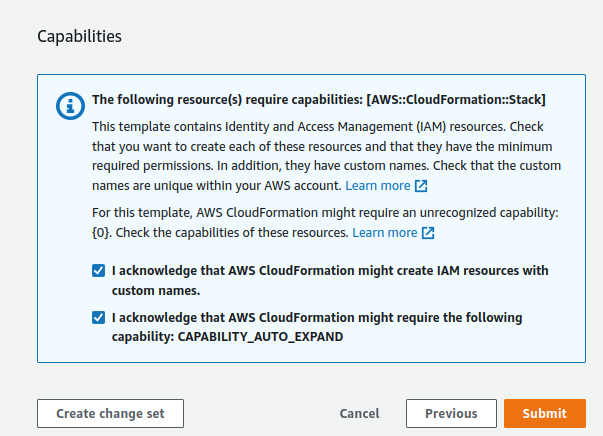 Capabilities
The following resource(s) require capabilities: [AWS::CloudFormation::Stack]
This template contains Identity and Access Management (IAM) resources. Check
that you want to create each of these resources and that they have the minimum
required permissions. In addition, they have custom names. Check that the custom
names are unique within your AWS account. Learn more
For this template, AWS CloudFormation might require an unrecognized capability:
{0}. Check the capabilities of these resources. Learn more
I acknowledge that AWS CloudFormation might create IAM resources with
custom names.
I acknowledge that AWS CloudFormation might require the following
capability: CAPABILITY_AUTO_EXPAND
Create change set Cancel Previous Submit